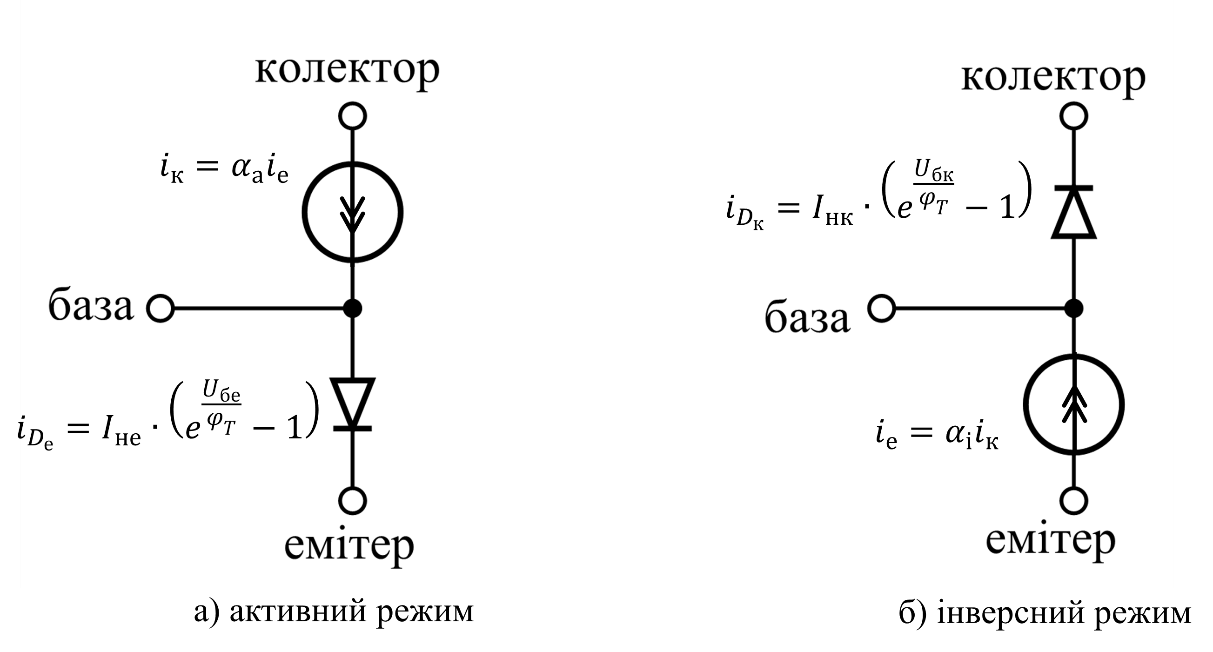 колектор
i_к = α_а i_е
база
i_{D_е} = I_не · (e^{U_бе/φ_T} − 1)
емітер
а) активний режим
колектор
i_{D_к} = I_нк · (e^{U_бк/φ_T} − 1)
база
i_е = α_і i_к
емітер
б) інверсний режим